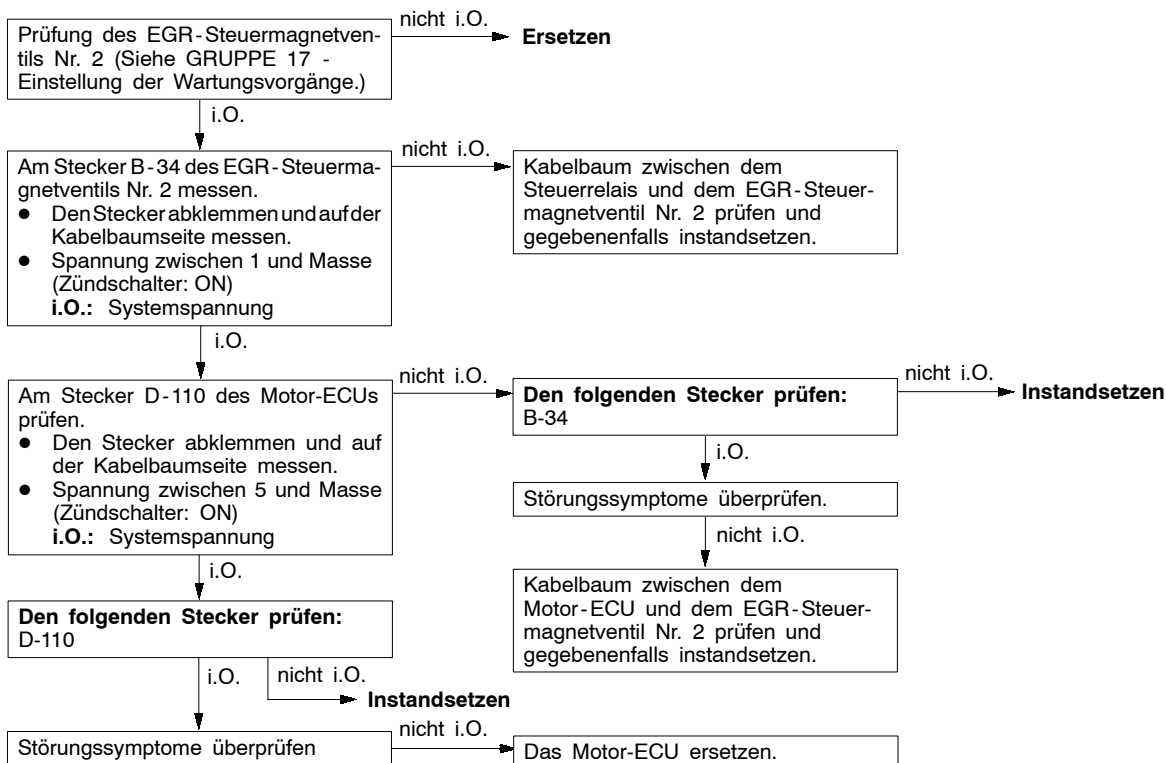 Prüfung des EGR-Steuermagnetven-
tils Nr. 2 (Siehe GRUPPE 17 -
Einstellung der Wartungsvorgänge.)
nicht i.O.
Ersetzen
i.O.
Am Stecker B-34 des EGR-Steuerma-
gnetventils Nr. 2 messen.
● Den Stecker abklemmen und auf der
Kabelbaumseite messen.
● Spannung zwischen 1 und Masse
(Zündschalter: ON)
i.O.: Systemspannung
nicht i.O.
Kabelbaum zwischen dem
Steuerrelais und dem EGR-Steuer-
magnetventil Nr. 2 prüfen und
gegebenenfalls instandsetzen.
i.O.
Am Stecker D-110 des Motor-ECUs
prüfen.
● Den Stecker abklemmen und auf
der Kabelbaumseite messen.
● Spannung zwischen 5 und Masse
(Zündschalter: ON)
i.O.: Systemspannung
nicht i.O.
Den folgenden Stecker prüfen:
B-34
nicht i.O.
Instandsetzen
i.O.
Störungssymptome überprüfen.
nicht i.O.
Kabelbaum zwischen dem
Motor-ECU und dem EGR-Steuer-
magnetventil Nr. 2 prüfen und
gegebenenfalls instandsetzen.
i.O.
Den folgenden Stecker prüfen:
D-110
i.O.
nicht i.O.
Instandsetzen
Störungssymptome überprüfen
nicht i.O.
Das Motor-ECU ersetzen.